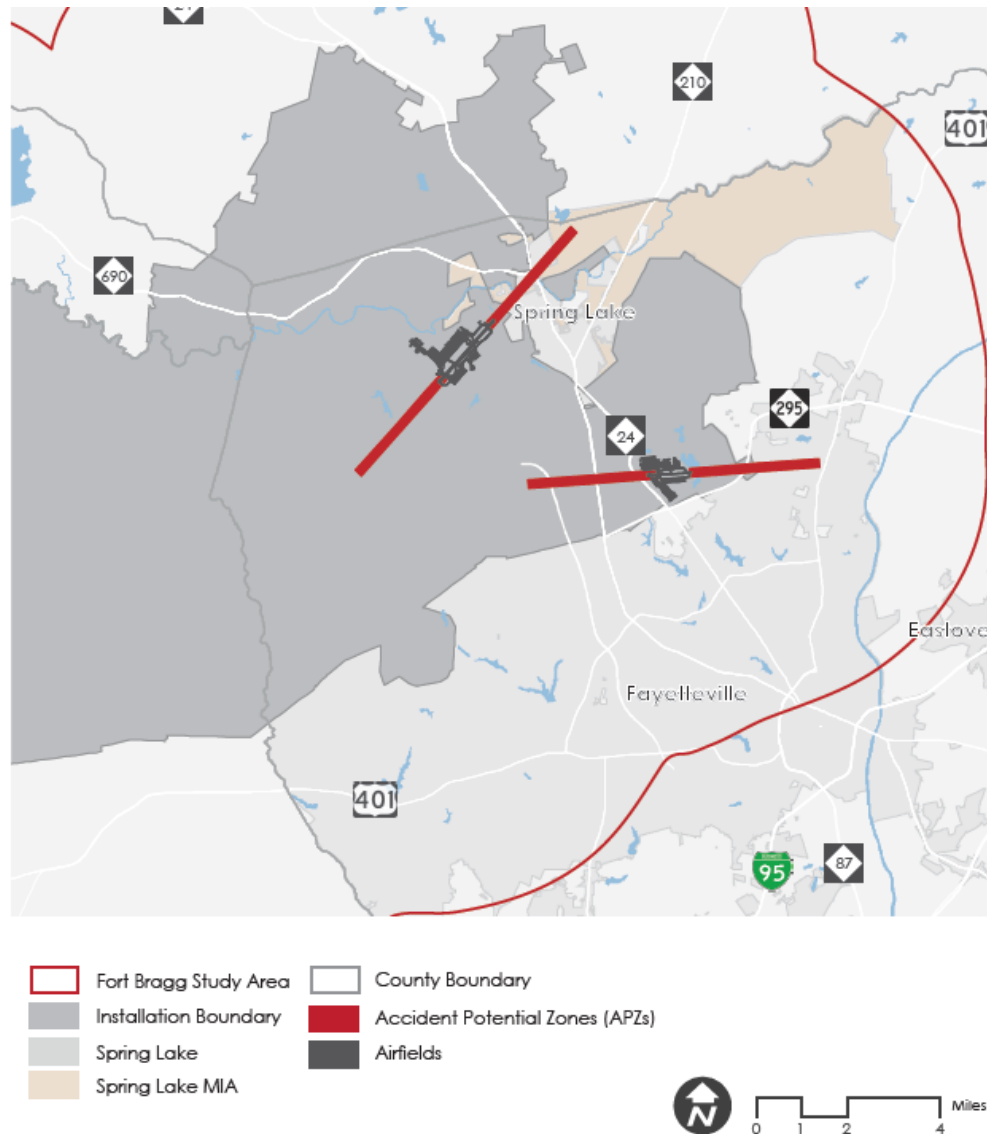 210
401
690
Spring Lake
295
24
Easlove
Fayetteville
401
95
87
Fort Bragg Study Area
County Boundary
Installation Boundary
Accident Potential Zones (APZs)
Spring Lake
Airfields
Spring Lake MIA
N
Miles
0 1 2 4